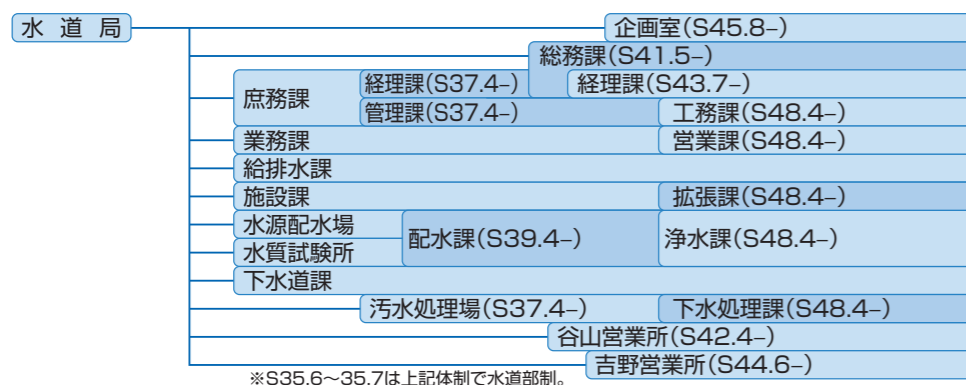 水道局
企画室(S45.8–)
総務課(S41.5–)
庶務課
経理課(S37.4–)
経理課(S43.7–)
管理課(S37.4–)
工務課(S48.4–)
業務課
営業課(S48.4–)
給排水課
施設課
拡張課(S48.4–)
水源配水場
水質試験所
配水課(S39.4–)
浄水課(S48.4–)
下水道課
汚水処理場(S37.4–)
下水処理課(S48.4–)
谷山営業所(S42.4–)
吉野営業所(S44.6–)
※S35.6〜35.7は上記体制で水道部制。